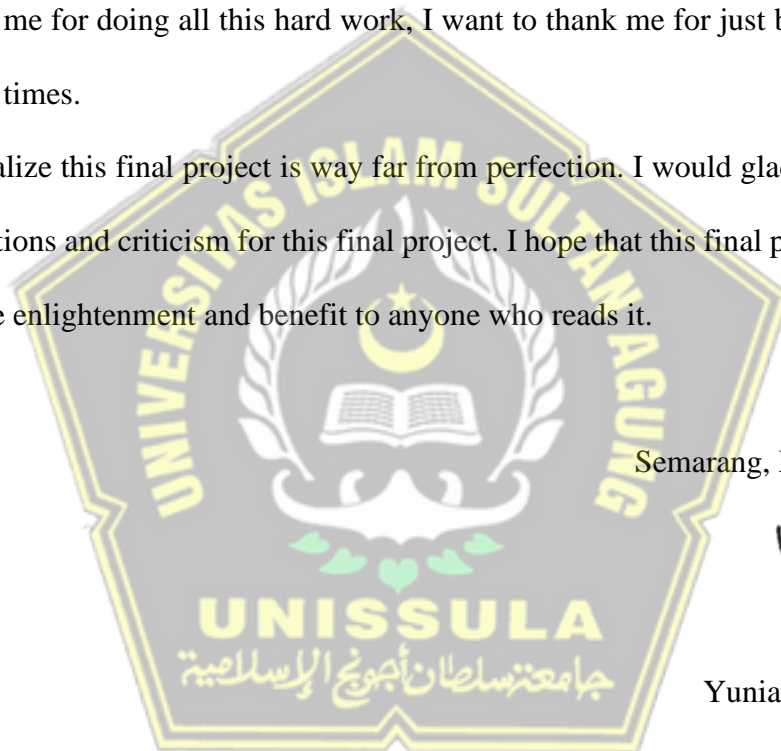 me for doing all this hard work, I want to thank me for just b
times.
alize this final project is way far from perfection. I would glad
tions and criticism for this final project. I hope that this final p
e enlightenment and benefit to anyone who reads it.
UNIVERSITAS ISLAM SULTAN AGUNG
Semarang,
UNISSULA
جامعنسلطان أجونج الإسلامية
Yunia